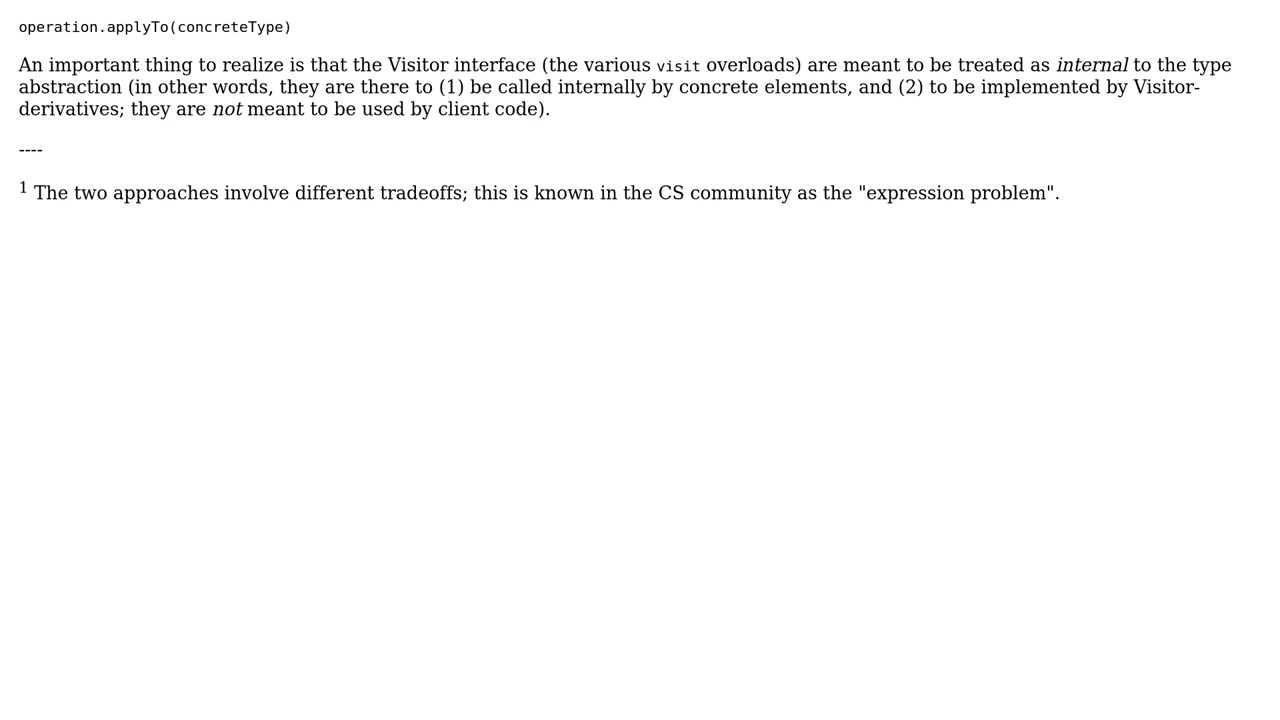 operation.applyTo(concreteType)
An important thing to realize is that the Visitor interface (the various visit overloads) are meant to be treated as internal to the type
abstraction (in other words, they are there to (1) be called internally by concrete elements, and (2) to be implemented by Visitor-
derivatives; they are not meant to be used by client code).
----
1 The two approaches involve different tradeoffs; this is known in the CS community as the "expression problem".